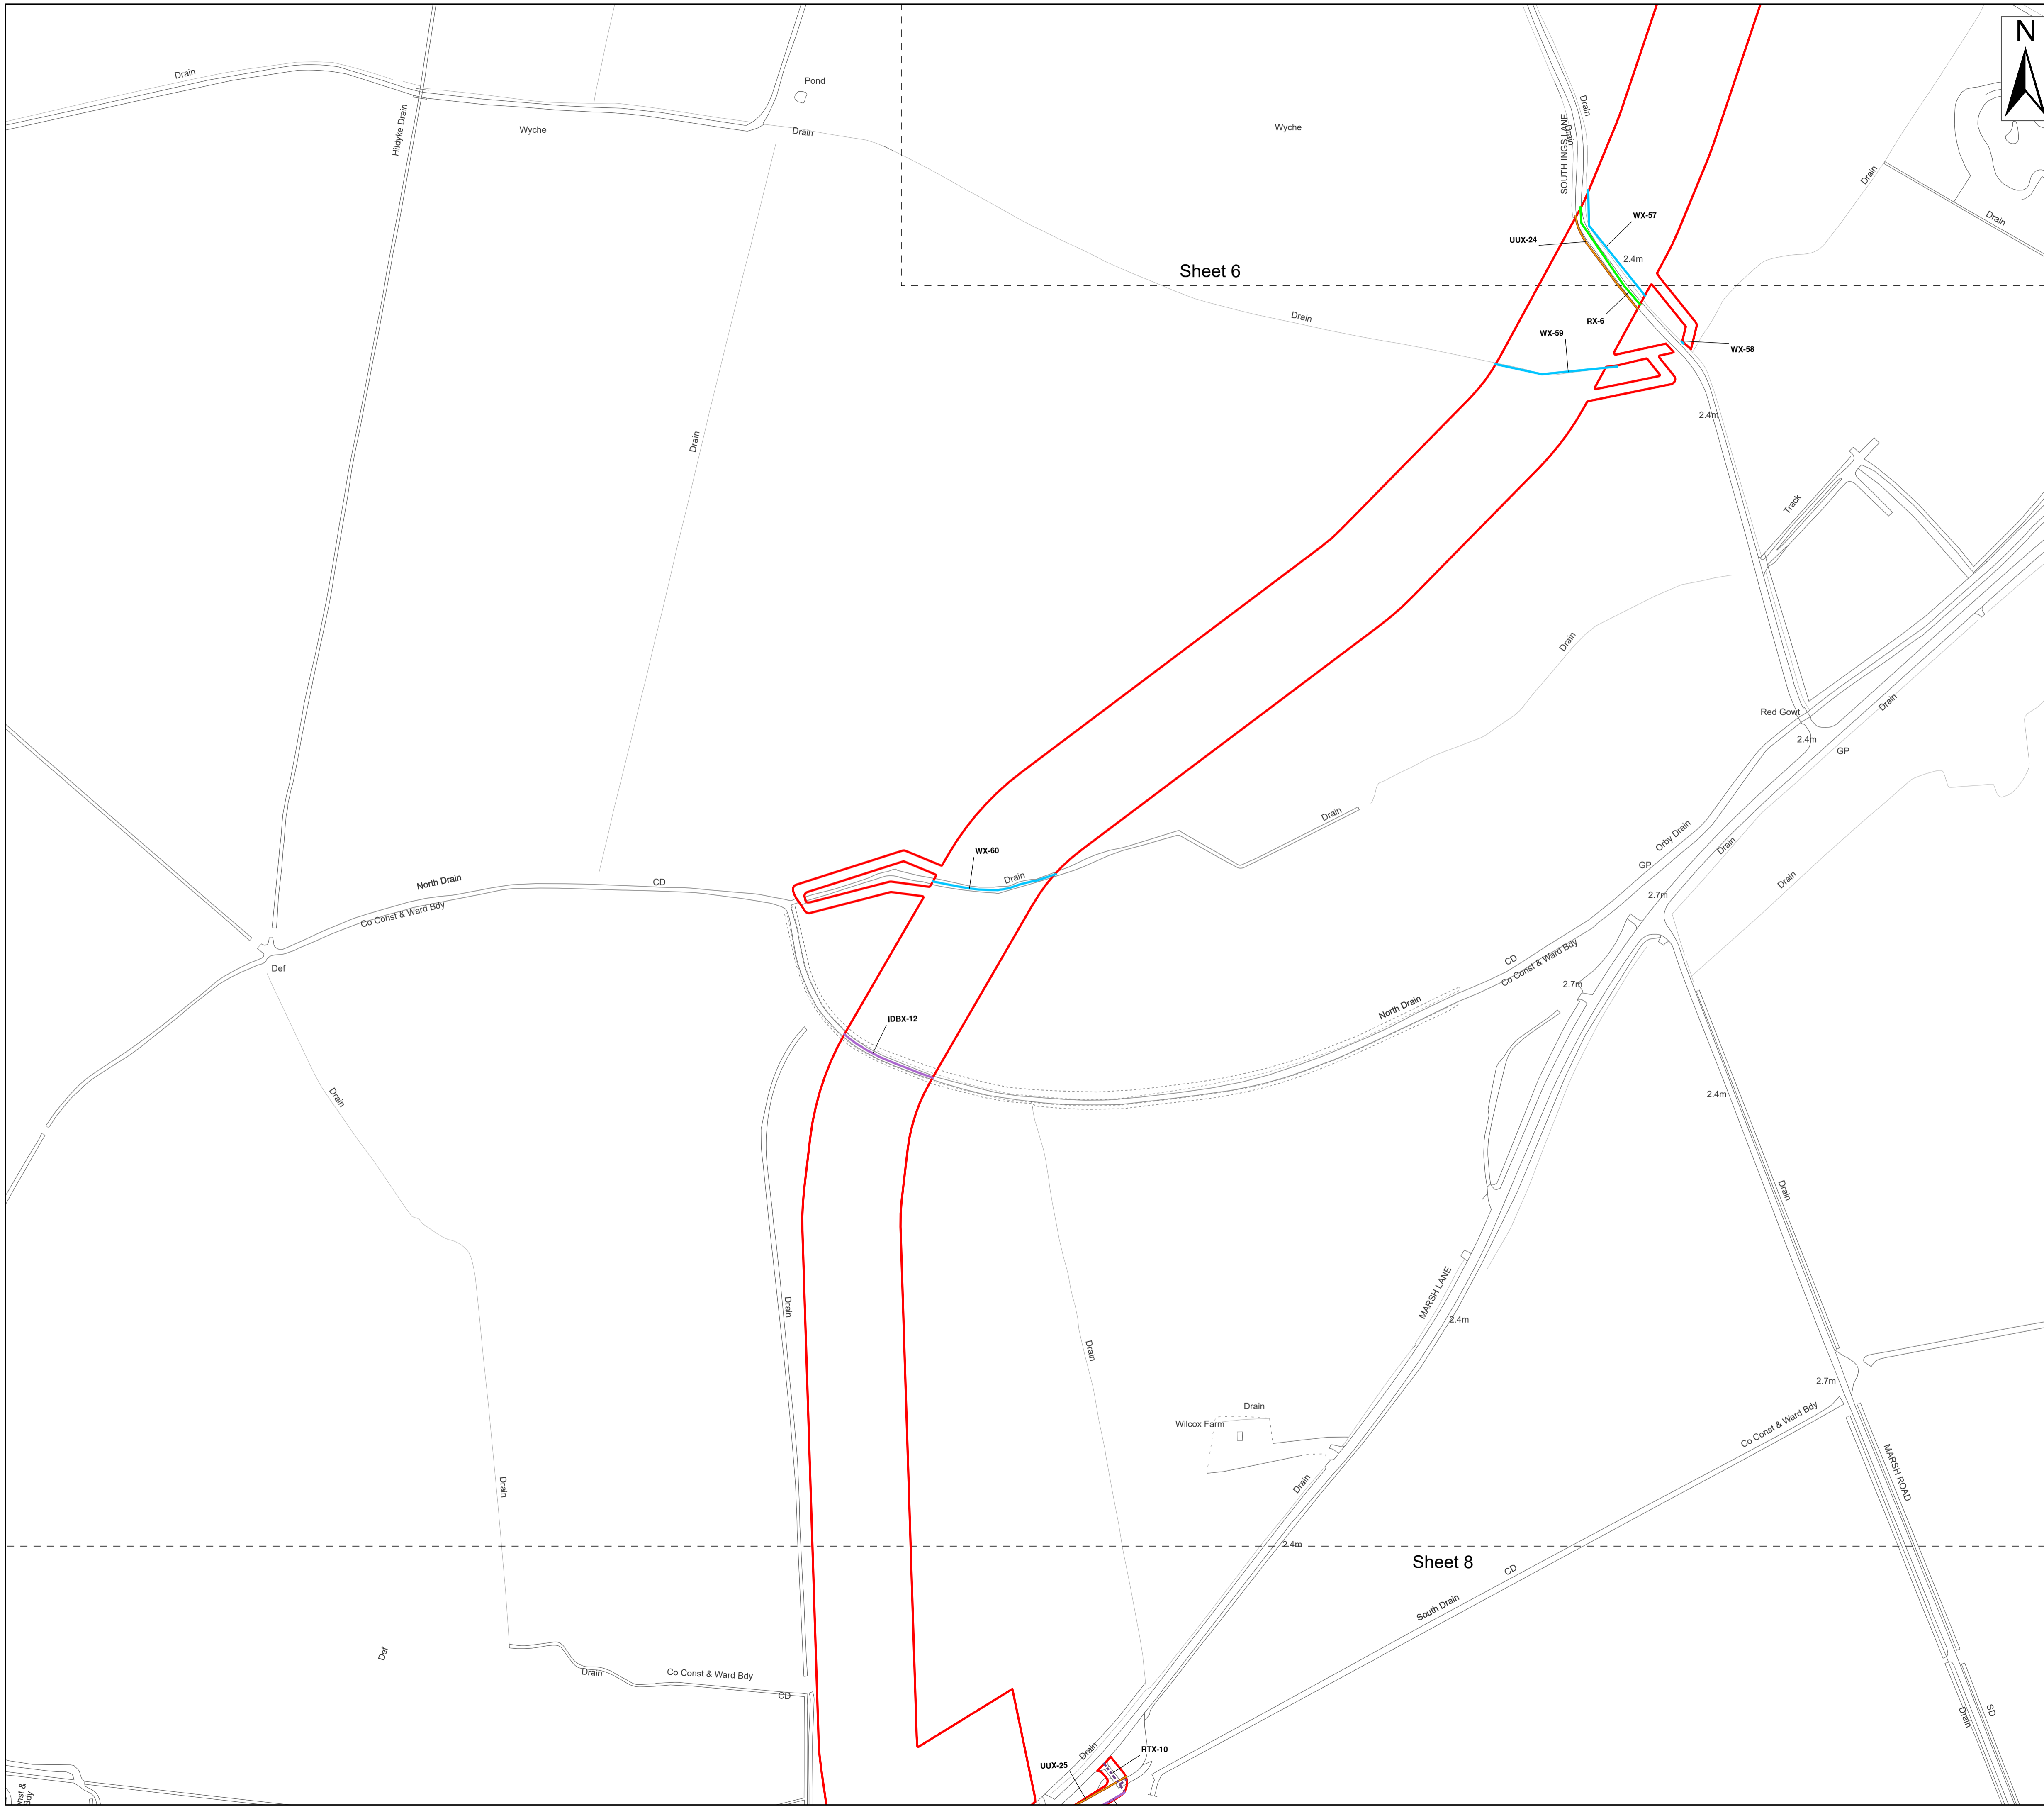 N
Drain
Pond
Hildyke Drain
Wyche
Drain
Wyche
Drain
Drain
SOUTH INGS LANE
Drain
Drain
WX-57
UUX-24
2.4m
Sheet 6
Drain
RX-6
WX-59
WX-58
2.4m
Drain
Track
Drain
Red Gowt
Drain
2.4m
GP
Drain
Orby Drain
Drain
GP
WX-60
Drain
North Drain
CD
Co Const & Ward Bdy
Drain
2.7m
Def
CD
Co Const & Ward Bdy
2.7m
North Drain
IDBX-12
Drain
2.4m
Drain
MARSH LANE
2.4m
Drain
Drain
2.7m
Drain
Wilcox Farm
Co Const & Ward Bdy
MARSH ROAD
Drain
Drain
2.4m
Sheet 8
CD
South Drain
Def
Drain
Co Const & Ward Bdy
CD
Drain
SD
Drain
RTX-10
UUX-25
Bdy